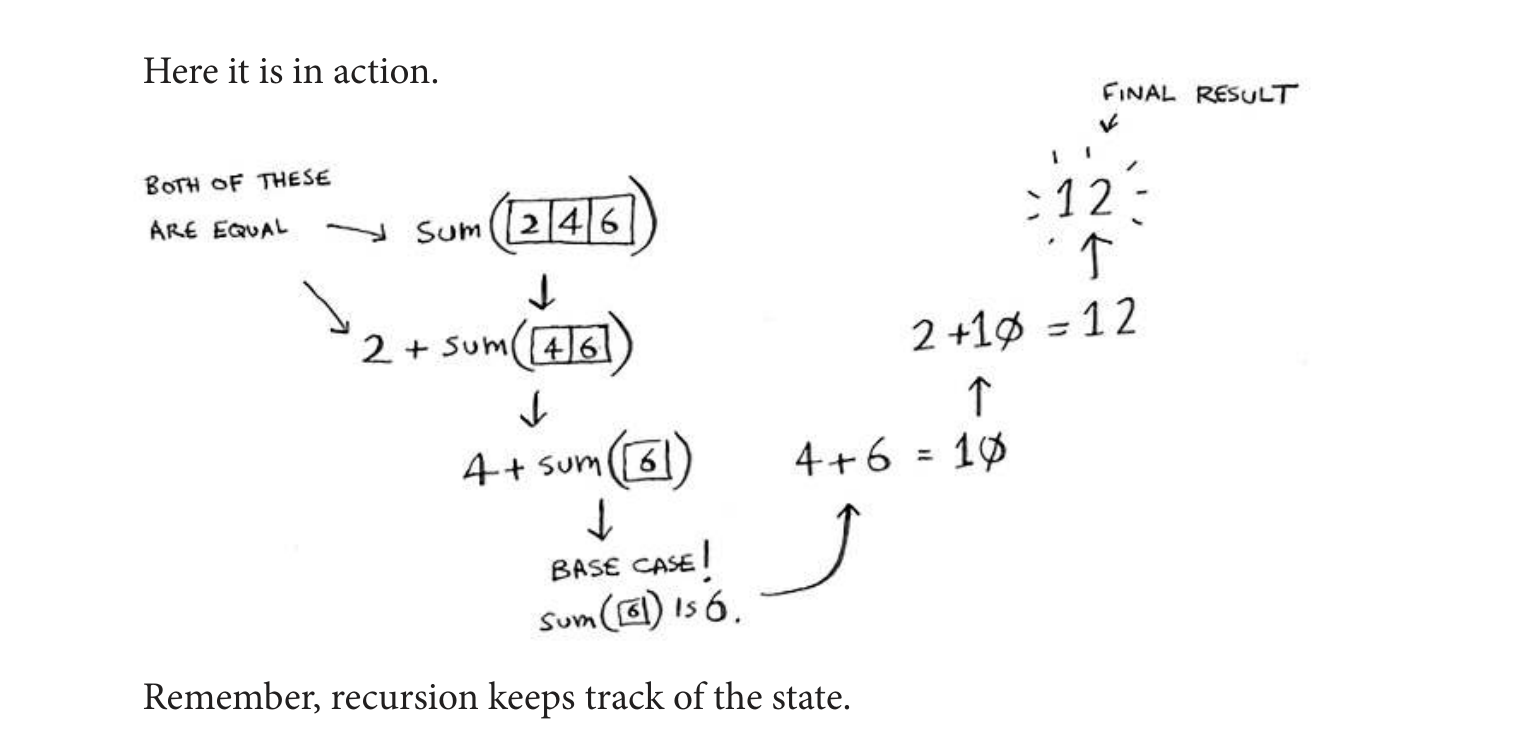 Here it is in action.
FINAL RESULT
BOTH OF THESE
ARE EQUAL
sum([2|4|6])
12
2 + sum([4|6])
2 + 10 = 12
4 + sum([6])
4 + 6 = 10
BASE CASE!
sum([6]) IS 6.
Remember, recursion keeps track of the state.